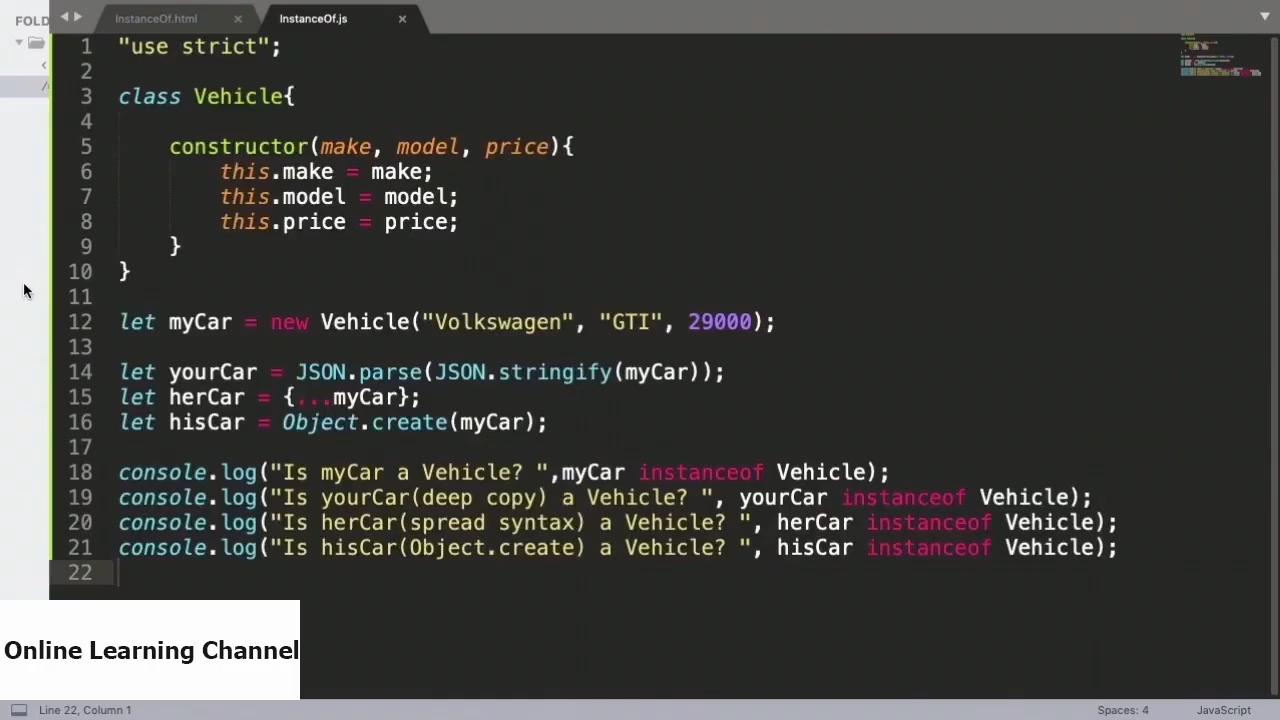 FOLD
InstanceOf.html
InstanceOf.js
1 "use strict";
2
3 class Vehicle{
4
5 constructor(make, model, price){
6 this.make = make;
7 this.model = model;
8 this.price = price;
9 }
10 }
11
12 let myCar = new Vehicle("Volkswagen", "GTI", 29000);
13
14 let yourCar = JSON.parse(JSON.stringify(myCar));
15 let herCar = {...myCar};
16 let hisCar = Object.create(myCar);
17
18 console.log("Is myCar a Vehicle? ",myCar instanceof Vehicle);
19 console.log("Is yourCar(deep copy) a Vehicle? ", yourCar instanceof Vehicle);
20 console.log("Is herCar(spread syntax) a Vehicle? ", herCar instanceof Vehicle);
21 console.log("Is hisCar(Object.create) a Vehicle? ", hisCar instanceof Vehicle);
22
Online Learning Channel
Line 22, Column 1
Spaces: 4
JavaScript